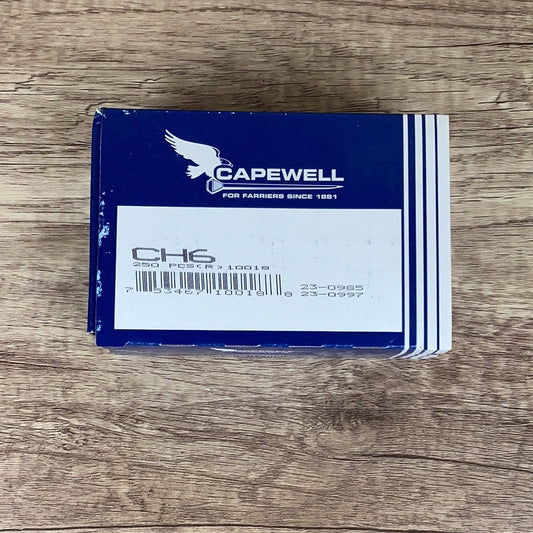 CAPEWELL
FOR FARRIERS SINCE 1881
CH6
250 PCS<R>10018
7 53467 10018 8
23-0985
23-0997